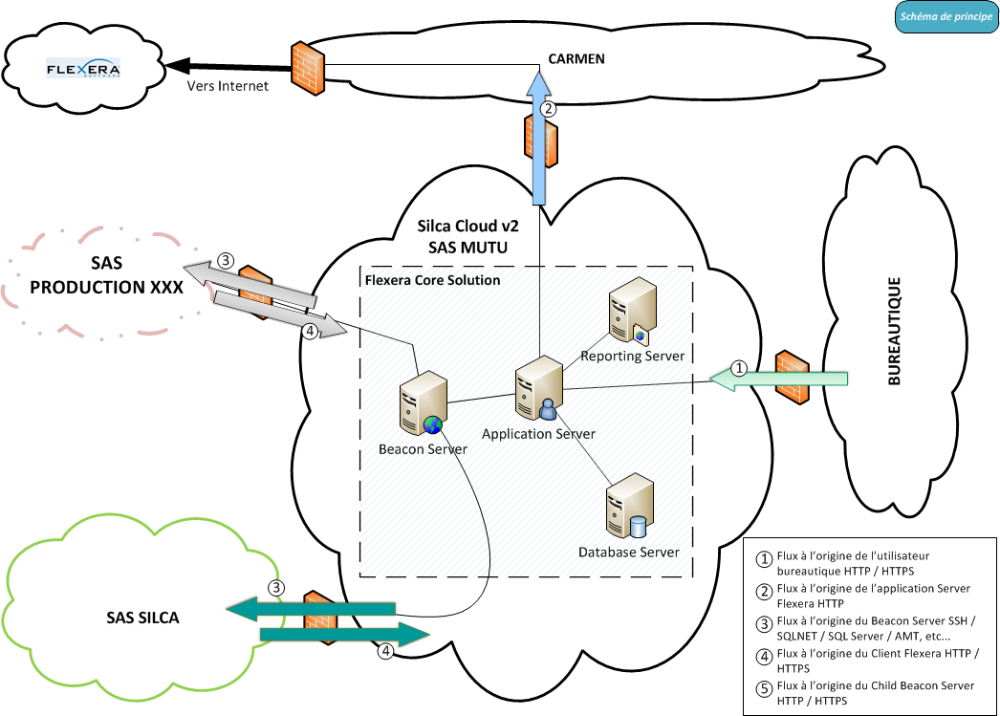 Schéma de principe
FLEXERA
SOFTWARE
Vers Internet
CARMEN
2
Silca Cloud v2
SAS MUTU
SAS
PRODUCTION XXX
3
4
Flexera Core Solution
Reporting Server
Application Server
Beacon Server
Database Server
1
BUREAUTIQUE
SAS SILCA
3
4
1 Flux à l'origine de l'utilisateur
bureautique HTTP / HTTPS
2 Flux à l'origine de l'application Server
Flexera HTTP
3 Flux à l'origine du Beacon Server SSH /
SQLNET / SQL Server / AMT, etc...
4 Flux à l'origine du Client Flexera HTTP /
HTTPS
5 Flux à l'origine du Child Beacon Server
HTTP / HTTPS